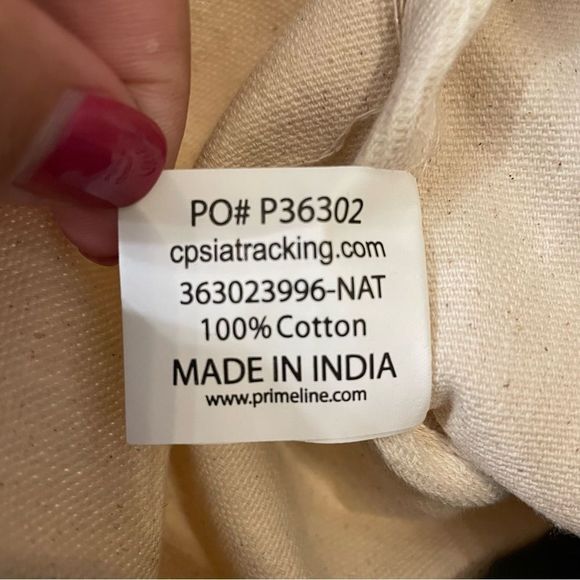 PO# P36302
cpsiatracking.com
363023996-NAT
100% Cotton
MADE IN INDIA
www.primeline.com